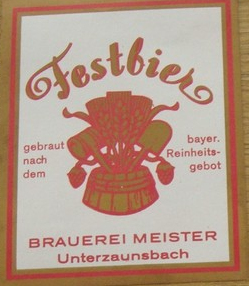 Festbier
gebraut
nach
dem
bayer.
Reinheits-
gebot
BRAUEREI MEISTER
Unterzaunsbach